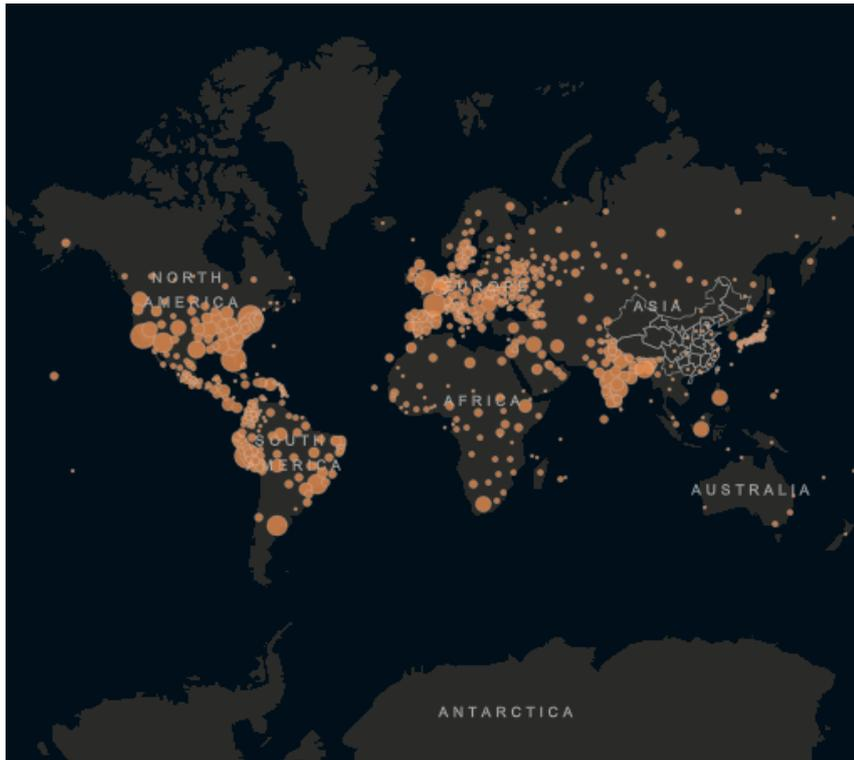 NORTH
AMERICA
EUROPE
ASIA
AFRICA
SOUTH
AMERICA
AUSTRALIA
ANTARCTICA